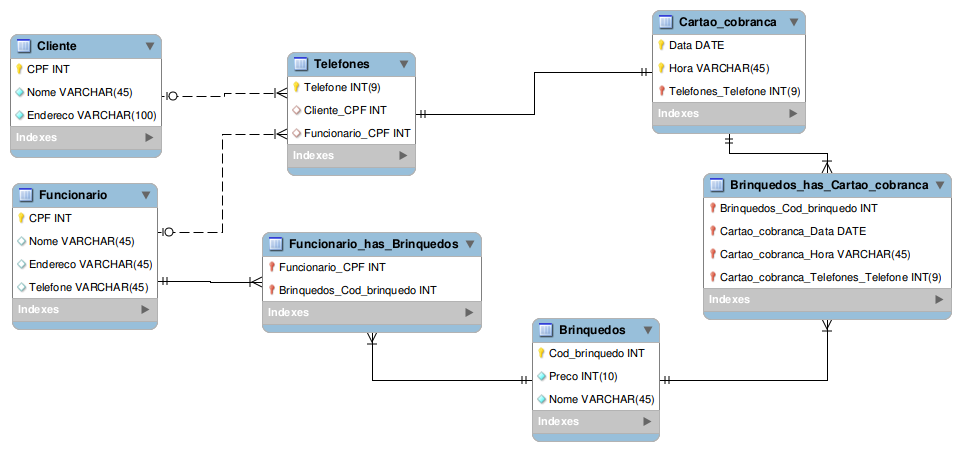 Cliente
CPF INT
Nome VARCHAR(45)
Endereco VARCHAR(100)
Indexes
Telefones
Telefone INT(9)
Cliente_CPF INT
Funcionario_CPF INT
Indexes
Cartao_cobranca
Data DATE
Hora VARCHAR(45)
Telefones_Telefone INT(9)
Indexes
Funcionario
CPF INT
Nome VARCHAR(45)
Endereco VARCHAR(45)
Telefone VARCHAR(45)
Indexes
Funcionario_has_Brinquedos
Funcionario_CPF INT
Brinquedos_Cod_brinquedo INT
Indexes
Brinquedos_has_Cartao_cobranca
Brinquedos_Cod_brinquedo INT
Cartao_cobranca_Data DATE
Cartao_cobranca_Hora VARCHAR(45)
Cartao_cobranca_Telefones_Telefone INT(9)
Indexes
Brinquedos
Cod_brinquedo INT
Preco INT(10)
Nome VARCHAR(45)
Indexes